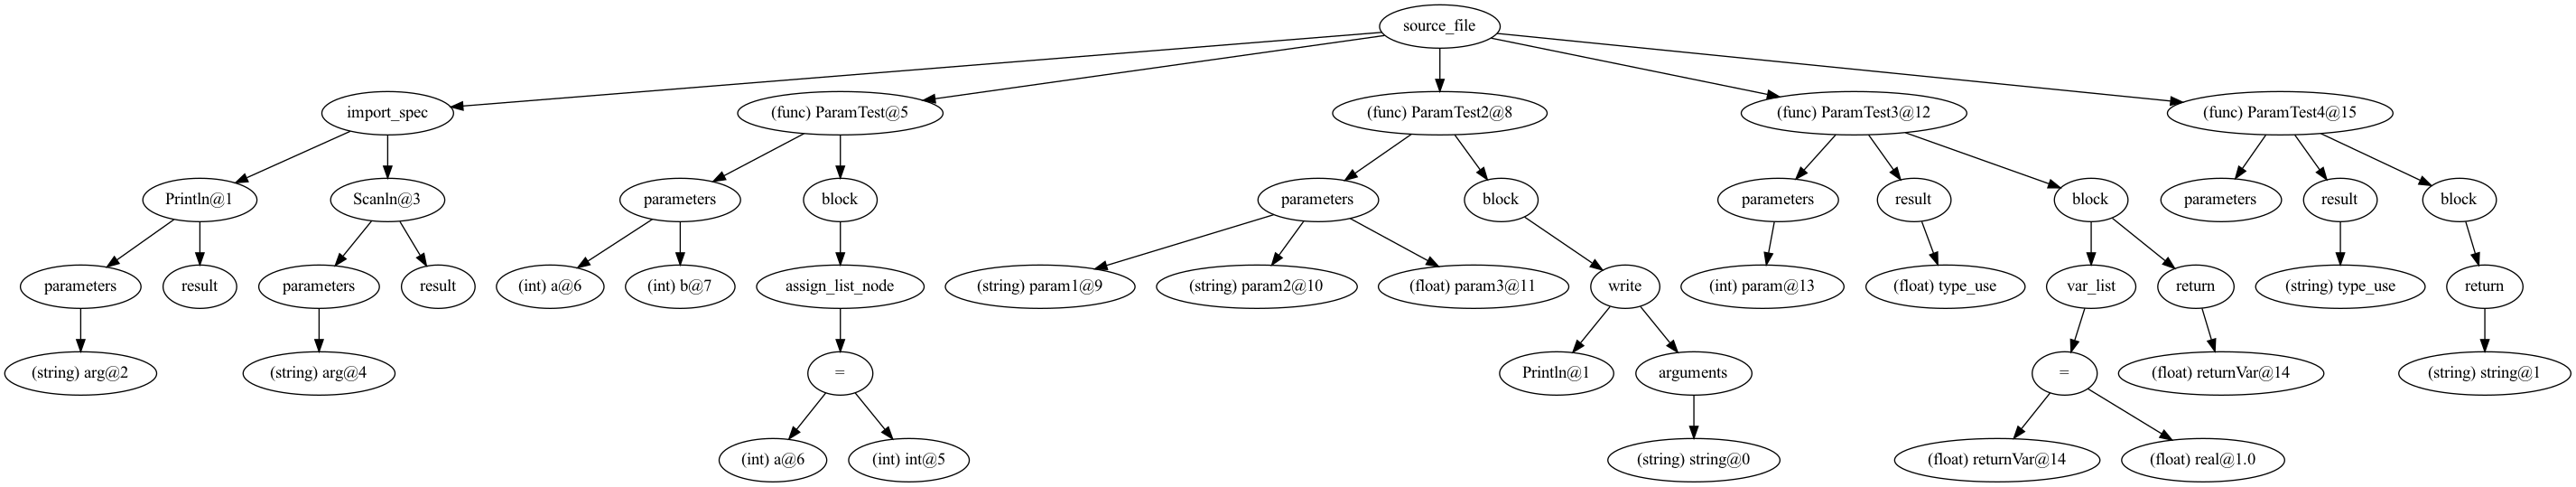 source_file
import_spec
(func) ParamTest@5
(func) ParamTest2@8
(func) ParamTest3@12
(func) ParamTest4@15
Println@1
Scanln@3
parameters
block
parameters
block
parameters
result
block
parameters
result
block
parameters
result
parameters
result
(int) a@6
(int) b@7
assign_list_node
(string) param1@9
(string) param2@10
(float) param3@11
write
(int) param@13
(float) type_use
var_list
return
(string) type_use
return
(string) arg@2
(string) arg@4
=
Println@1
arguments
=
(float) returnVar@14
(string) string@1
(int) a@6
(int) int@5
(string) string@0
(float) returnVar@14
(float) real@1.0